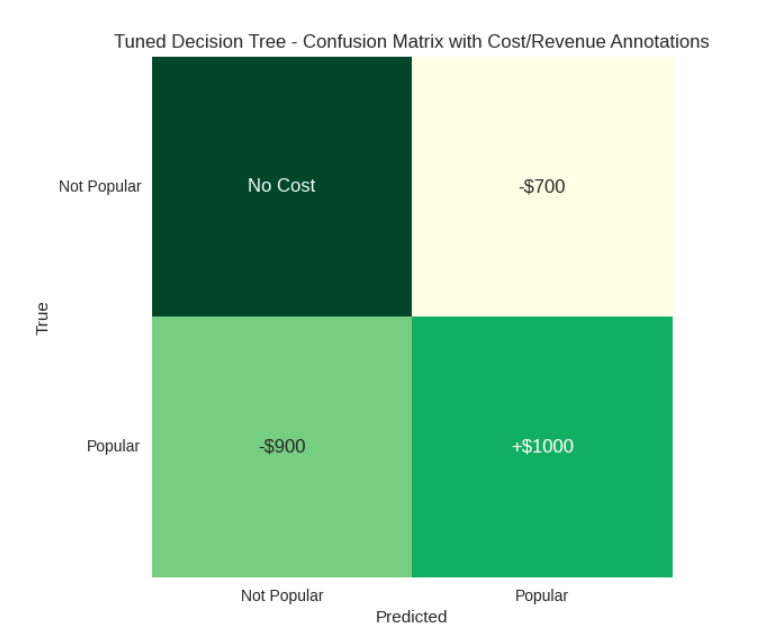 Tuned Decision Tree - Confusion Matrix with Cost/Revenue Annotations
Not Popular
No Cost
-$700
True
Popular
-$900
+$1000
Not Popular
Popular
Predicted